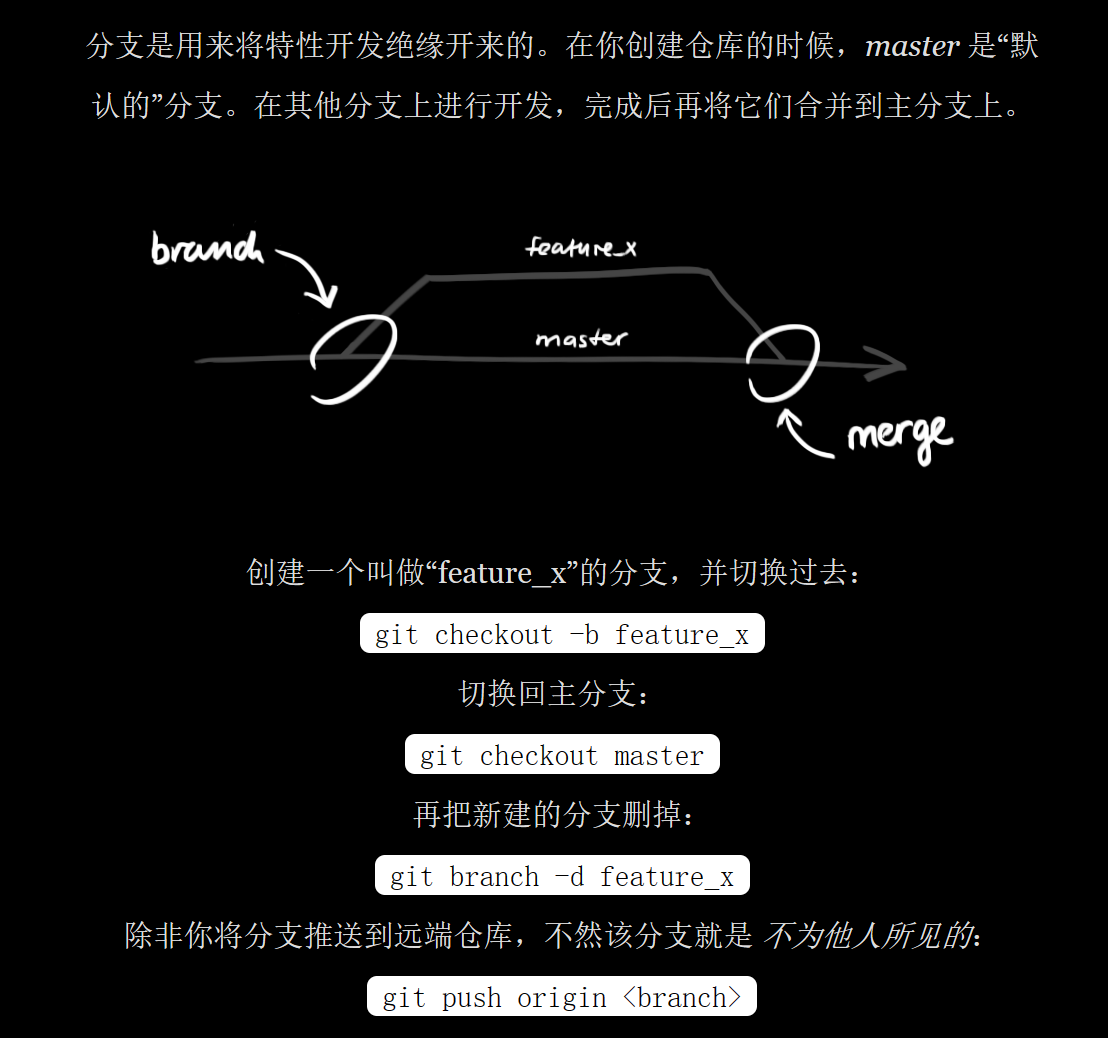 分支是用来将特性开发绝缘开来的。在你创建仓库的时候，master 是“默
认的”分支。在其他分支上进行开发，完成后再将它们合并到主分支上。
branch
feature_x
master
merge
创建一个叫做“feature_x”的分支，并切换过去：
git checkout -b feature_x
切换回主分支：
git checkout master
再把新建的分支删掉：
git branch -d feature_x
除非你将分支推送到远端仓库，不然该分支就是 不为他人所见的：
git push origin <branch>